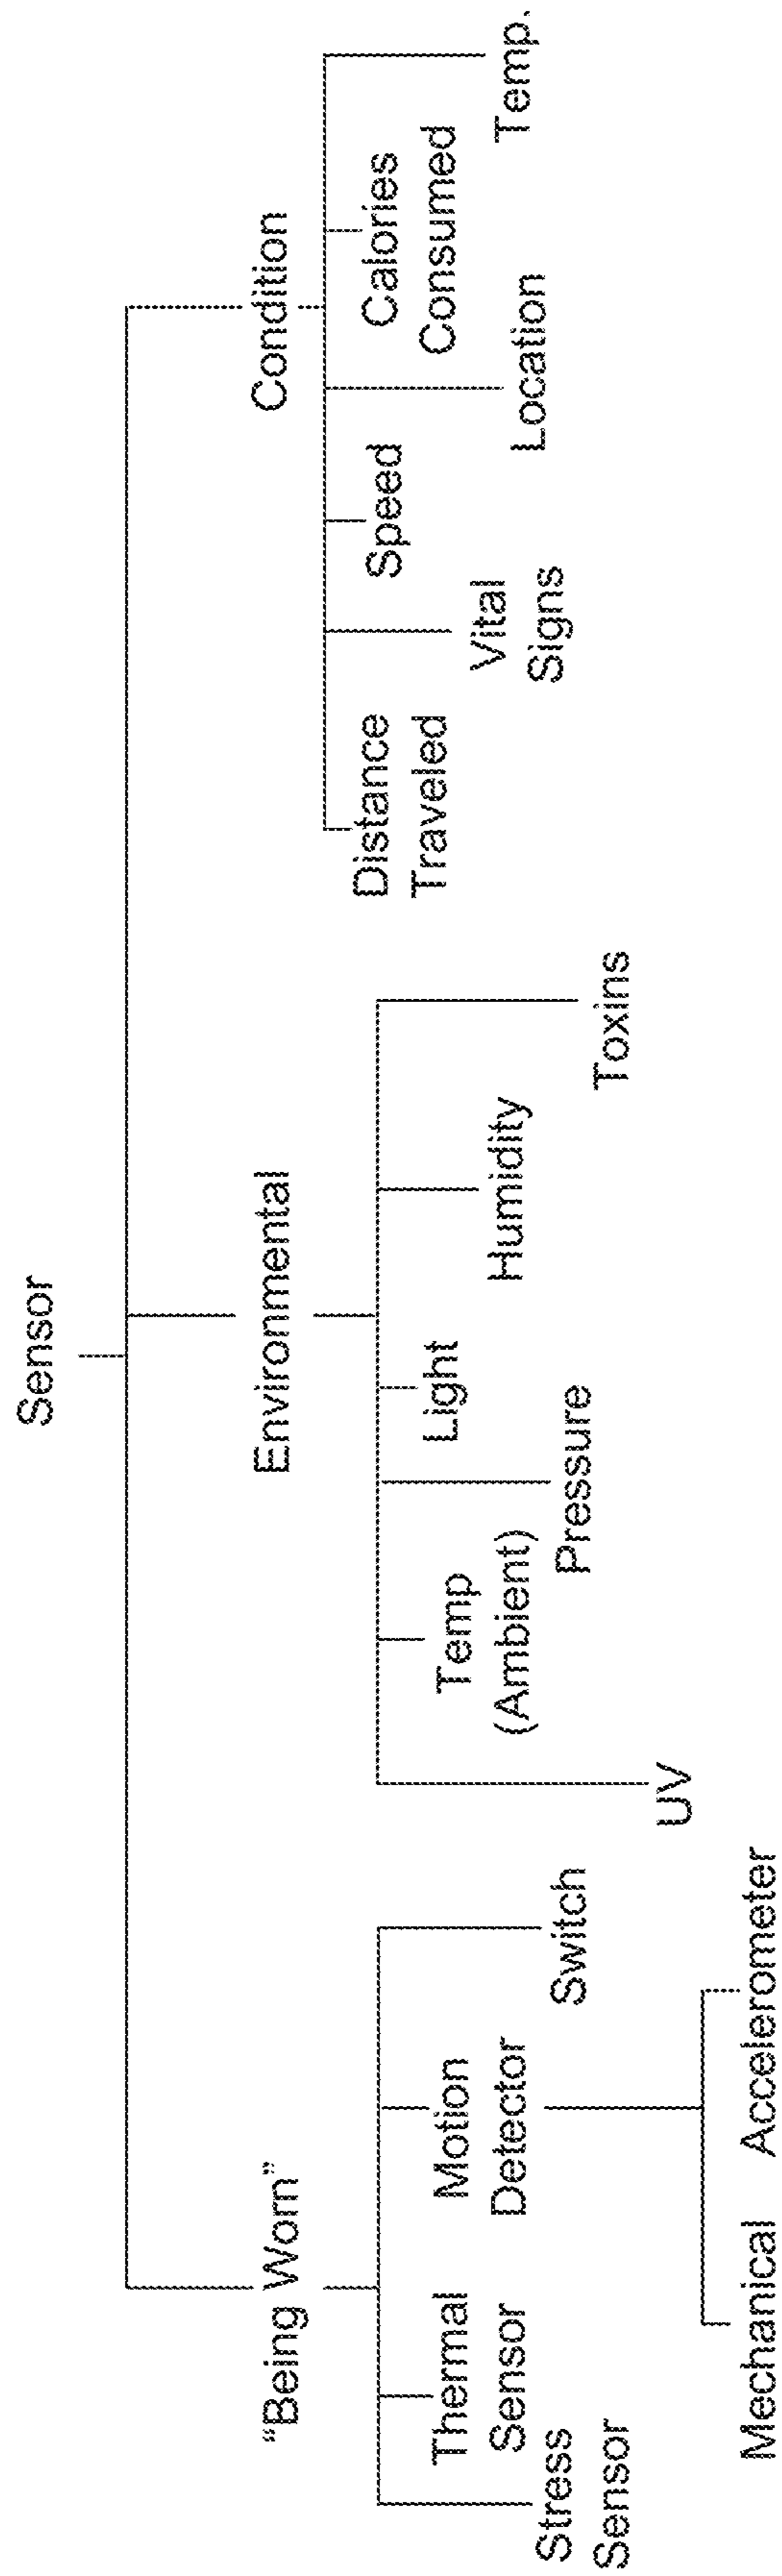 Sensor
“Being Worn”
Environmental
Condition
Stress
Sensor
Thermal
Sensor
Motion
Detector
Switch
Mechanical
Accelerometer
UV
Temp
(Ambient)
Pressure
Light
Humidity
Toxins
Distance
Traveled
Vital
Signs
Speed
Location
Calories
Consumed
Temp.